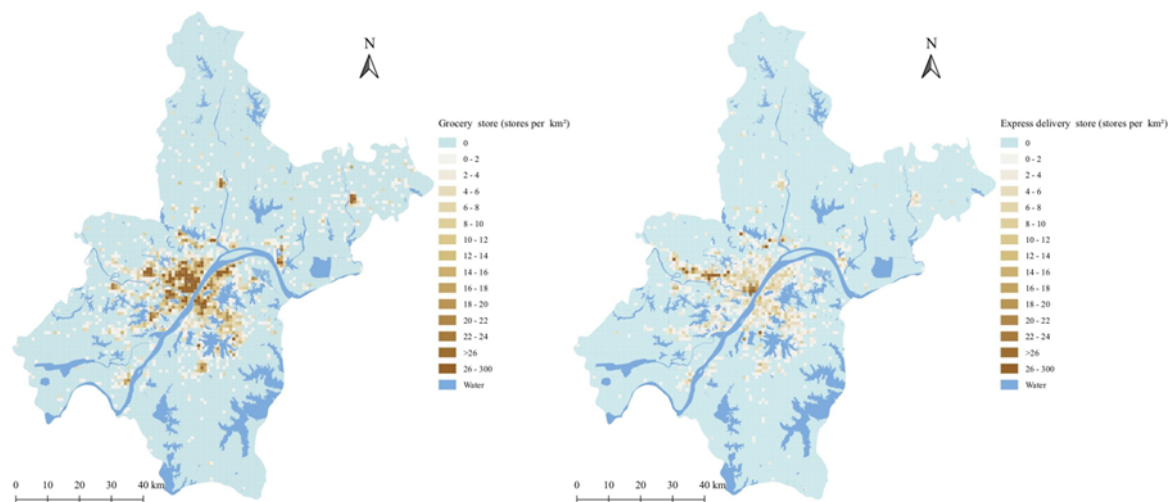 N
Grocery store (stores per km²)
0
0 - 2
2 - 4
4 - 6
6 - 8
8 - 10
10 - 12
12 - 14
14 - 16
16 - 18
18 - 20
20 - 22
22 - 24
>26
26 - 300
Water
0 10 20 30 40 km
N
Express delivery store (stores per km²)
0
0 - 2
2 - 4
4 - 6
6 - 8
8 - 10
10 - 12
12 - 14
14 - 16
16 - 18
18 - 20
20 - 22
22 - 24
>26
26 - 300
Water
0 10 20 30 40 km